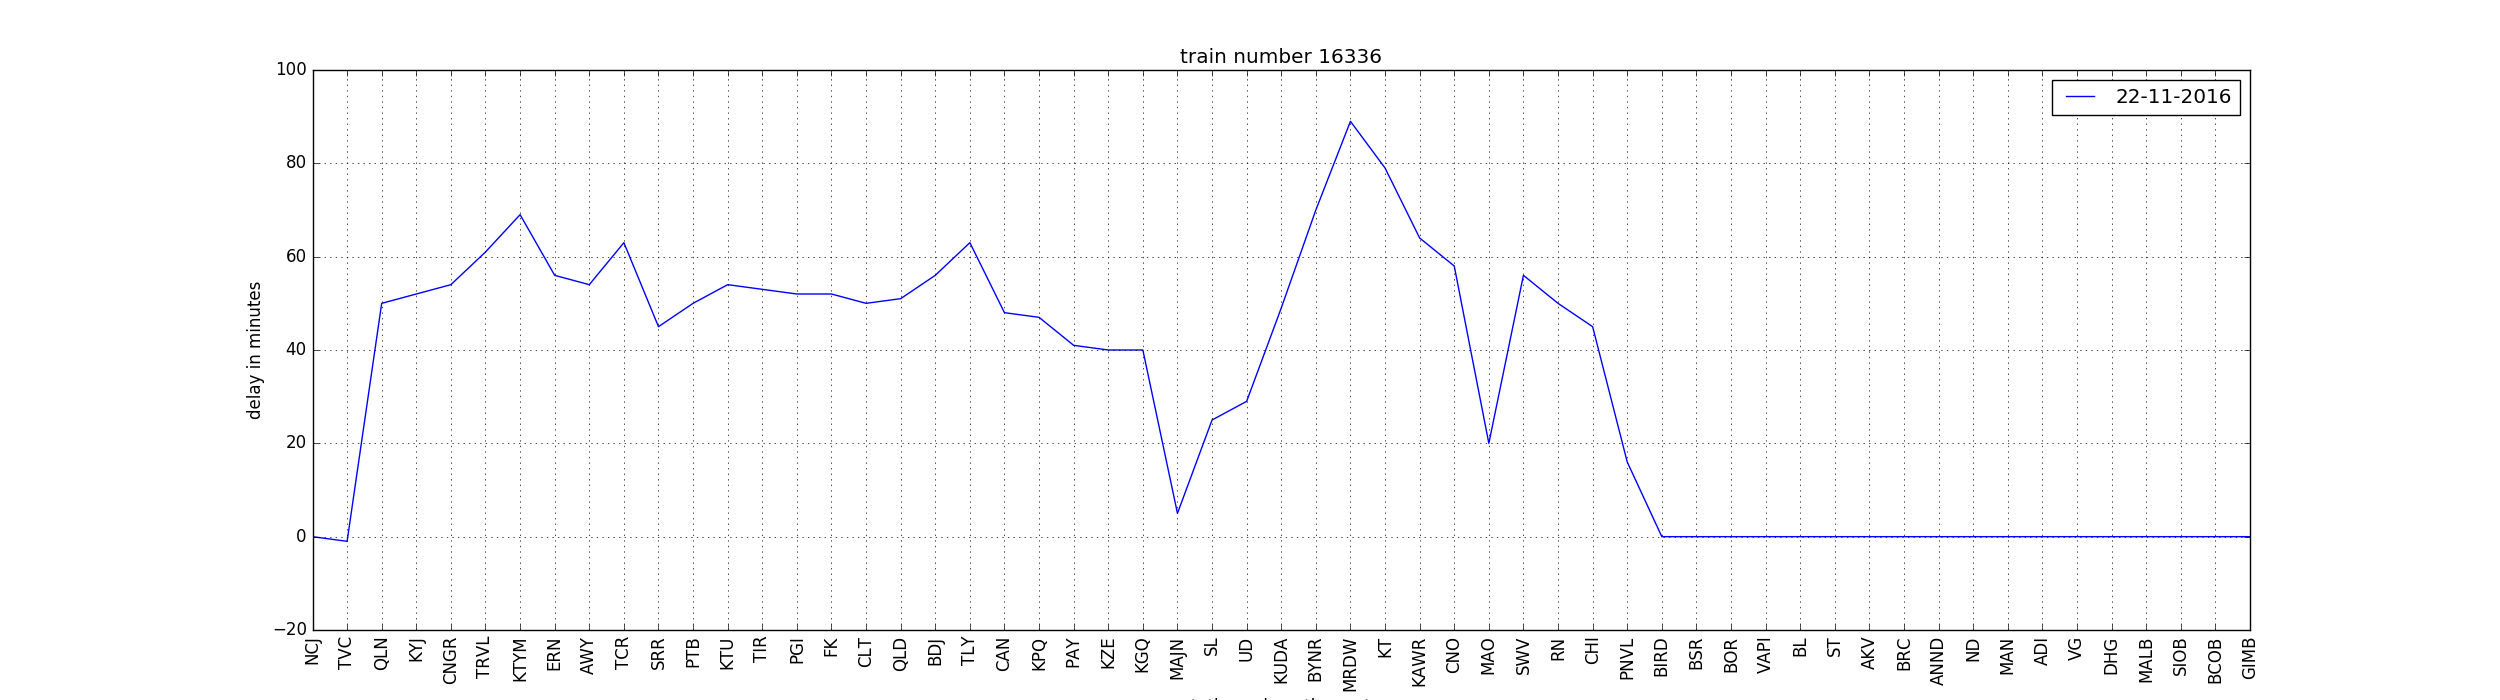 train number 16336
100
80
60
40
20
0
−20
delay in minutes
22-11-2016
NCJ
TVC
QLN
KYJ
CNGR
TRVL
KTYM
ERN
AWY
TCR
SRR
PTB
KTU
TIR
PGI
FK
CLT
QLD
BDJ
TLY
CAN
KPQ
PAY
KZE
KGQ
MAJN
SL
UD
KUDA
BYNR
MRDW
KT
KAWR
CNO
MAO
SWV
RN
CHI
PNVL
BIRD
BSR
BOR
VAPI
BL
ST
AKV
BRC
ANND
ND
MAN
ADI
VG
DHG
MALB
SIOB
BCOB
GIMB